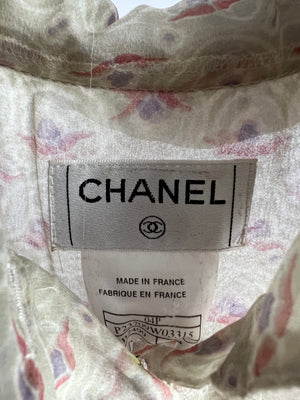 CHANEL
MADE IN FRANCE
FABRIQUE EN FRANCE
04P